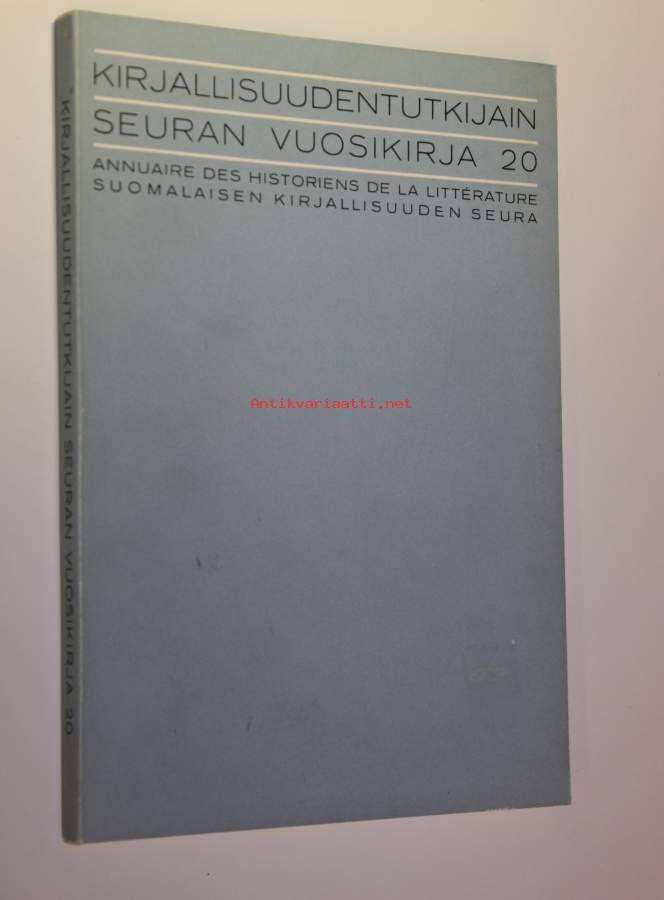 KIRJALLISUUDENTUTKIJAIN
SEURAN VUOSIKIRJA 20
ANNUAIRE DES HISTORIENS DE LA LITTÉRATURE
SUOMALAISEN KIRJALLISUUDEN SEURA
KIRJALLISUUDENTUTKIJAIN SEURAN VUOSIKIRJA 20
Antikvariaatti.net